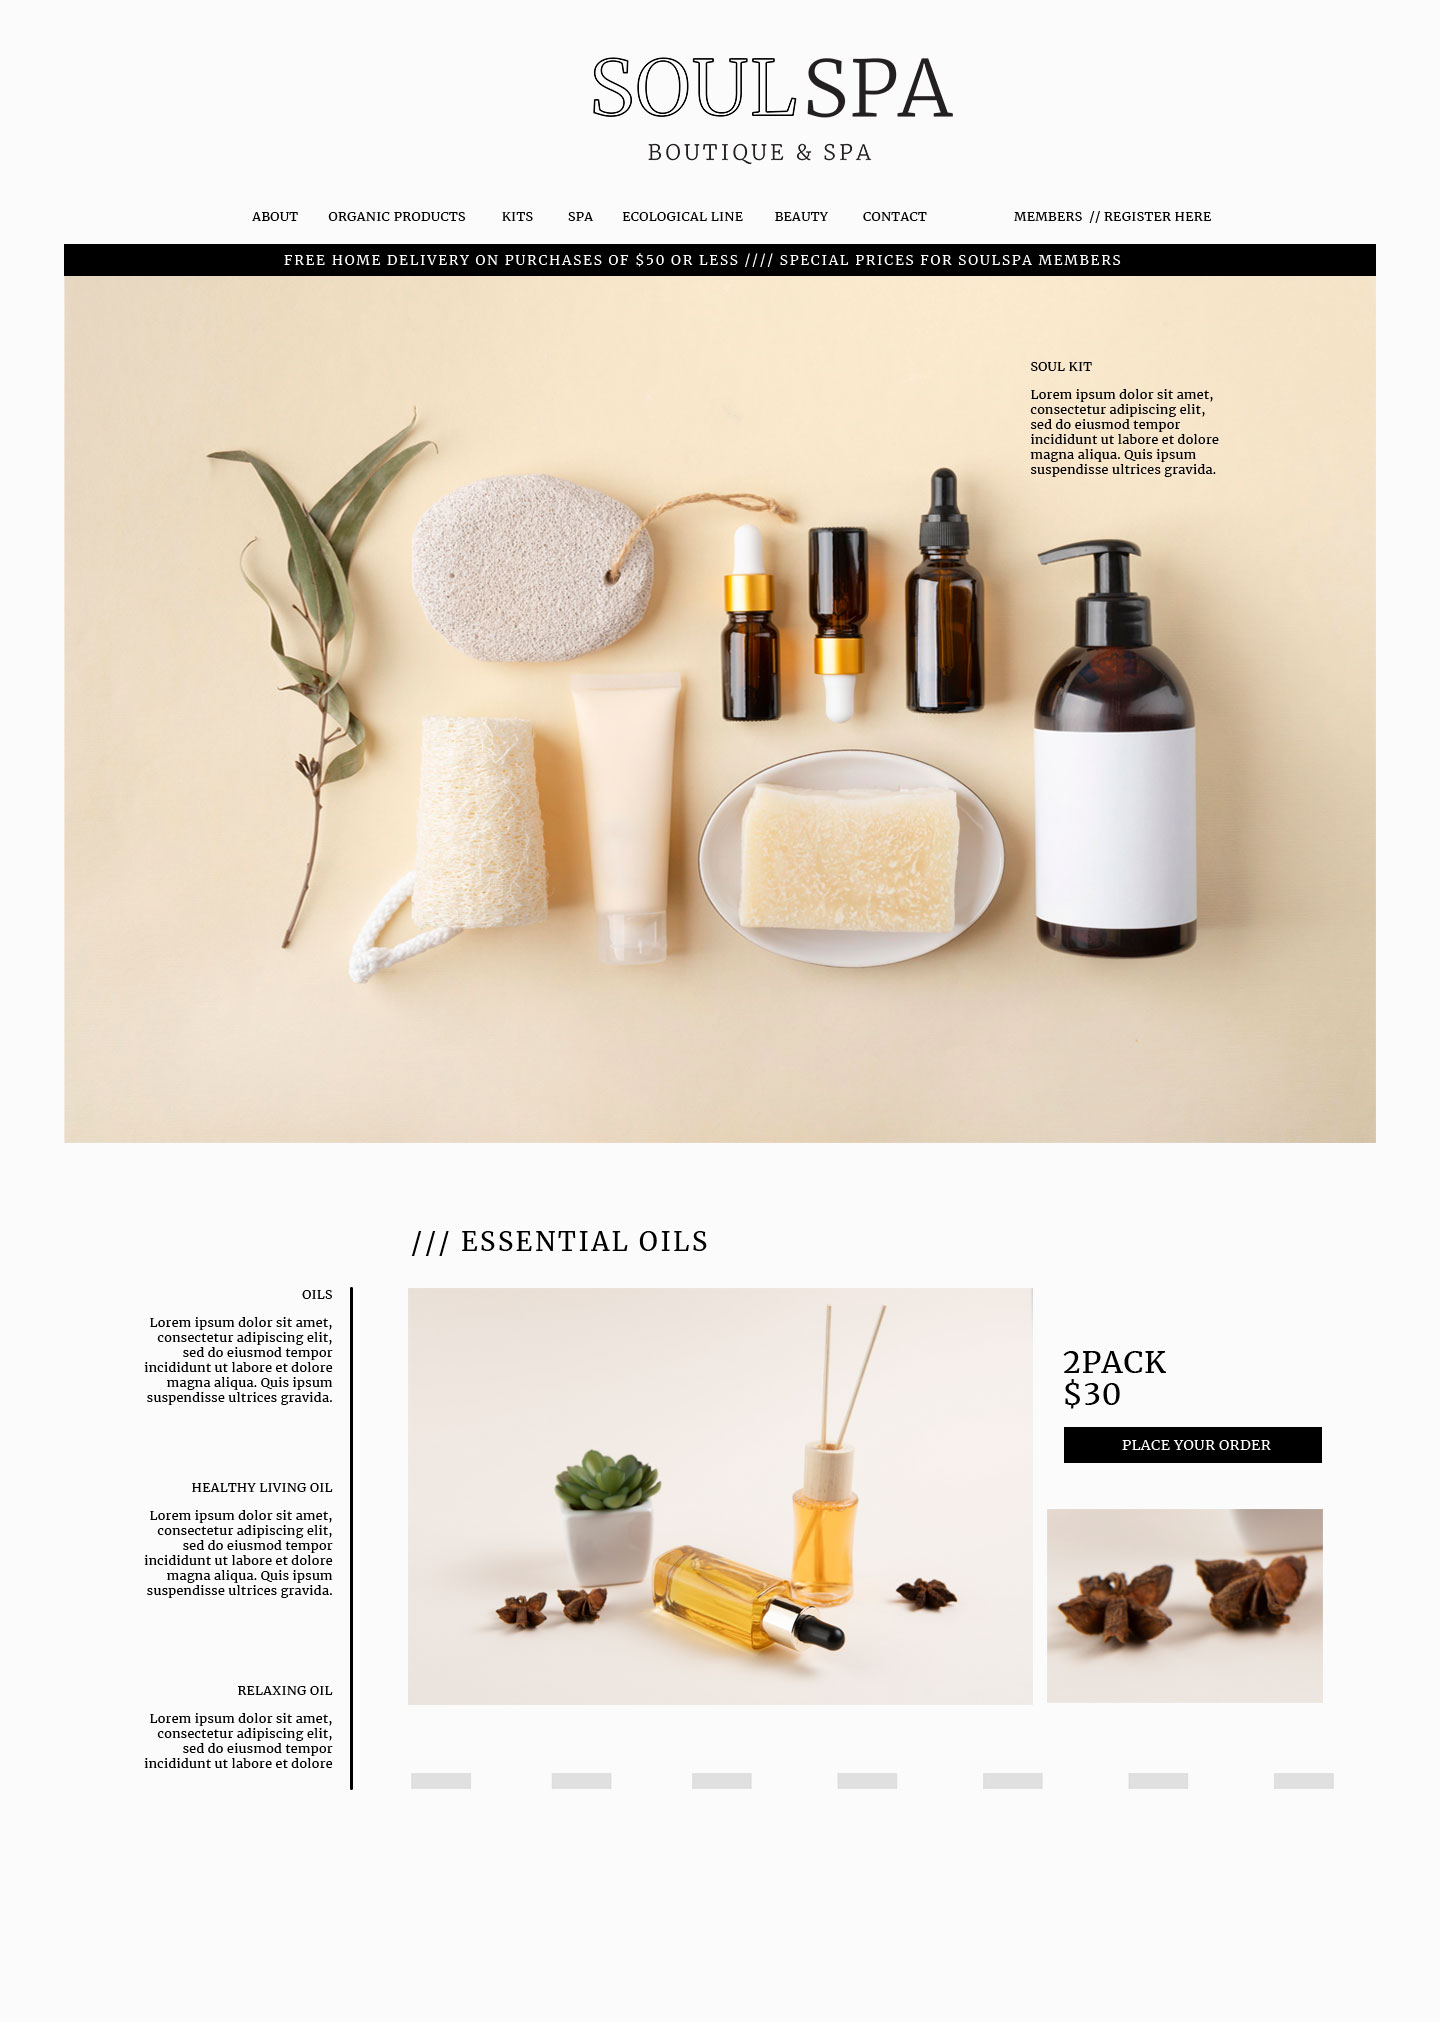 SOULSPA
BOUTIQUE & SPA
ABOUT ORGANIC PRODUCTS KITS SPA ECOLOGICAL LINE BEAUTY CONTACT MEMBERS // REGISTER HERE
FREE HOME DELIVERY ON PURCHASES OF $50 OR LESS //// SPECIAL PRICES FOR SOULSPA MEMBERS
SOUL KIT
Lorem ipsum dolor sit amet,
consectetur adipiscing elit,
sed do eiusmod tempor
incididunt ut labore et dolore
magna aliqua. Quis ipsum
suspendisse ultrices gravida.
/// ESSENTIAL OILS
OILS
Lorem ipsum dolor sit amet,
consectetur adipiscing elit,
sed do eiusmod tempor
incididunt ut labore et dolore
magna aliqua. Quis ipsum
suspendisse ultrices gravida.
HEALTHY LIVING OIL
Lorem ipsum dolor sit amet,
consectetur adipiscing elit,
sed do eiusmod tempor
incididunt ut labore et dolore
magna aliqua. Quis ipsum
suspendisse ultrices gravida.
RELAXING OIL
Lorem ipsum dolor sit amet,
consectetur adipiscing elit,
sed do eiusmod tempor
incididunt ut labore et dolore
2PACK
$30
PLACE YOUR ORDER